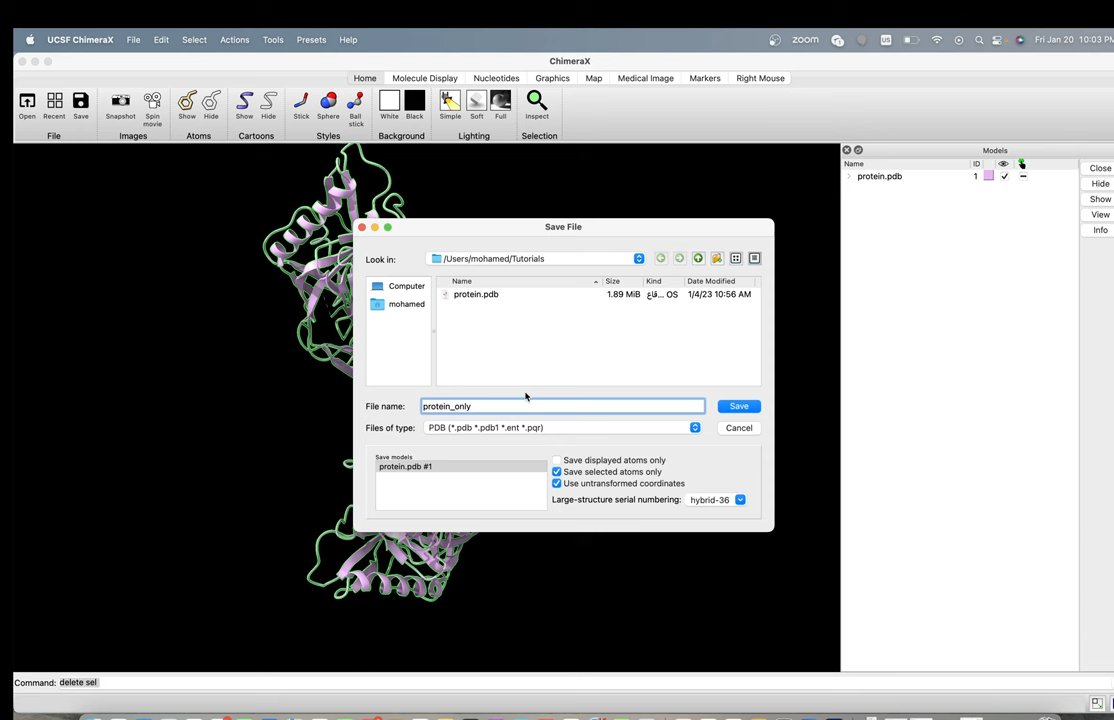 UCSF ChimeraX File Edit Select Actions Tools Presets Help zoom US Fri Jan 20 10:03 PM
ChimeraX
Home Molecule Display Nucleotides Graphics Map Medical Image Markers Right Mouse
Open Recent Save Snapshot Spin movie Show Hide Show Hide Stick Sphere Ball stick White Black Simple Soft Full Inspect
File Images Atoms Cartoons Styles Background Lighting Selection
Models
Name ID
protein.pdb 1
Close
Hide
Show
View
Info
Save File
Look in: /Users/mohamed/Tutorials
Computer
mohamed
Name Size Kind Date Modified
protein.pdb 1.89 MiB OS ...قاع 1/4/23 10:56 AM
File name: protein_only Save
Files of type: PDB (*.pdb *.pdb1 *.ent *.pqr) Cancel
Save models
protein.pdb #1
Save displayed atoms only
Save selected atoms only
Use untransformed coordinates
Large-structure serial numbering: hybrid-36
Command: delete sel